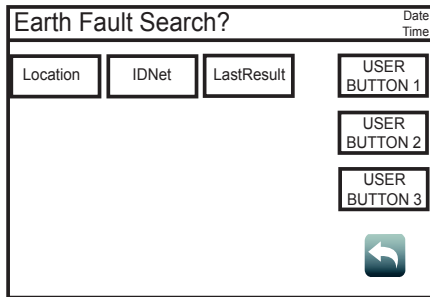 Earth Fault Search?
Date
Time
Location
IDNet
LastResult
USER
BUTTON 1
USER
BUTTON 2
USER
BUTTON 3